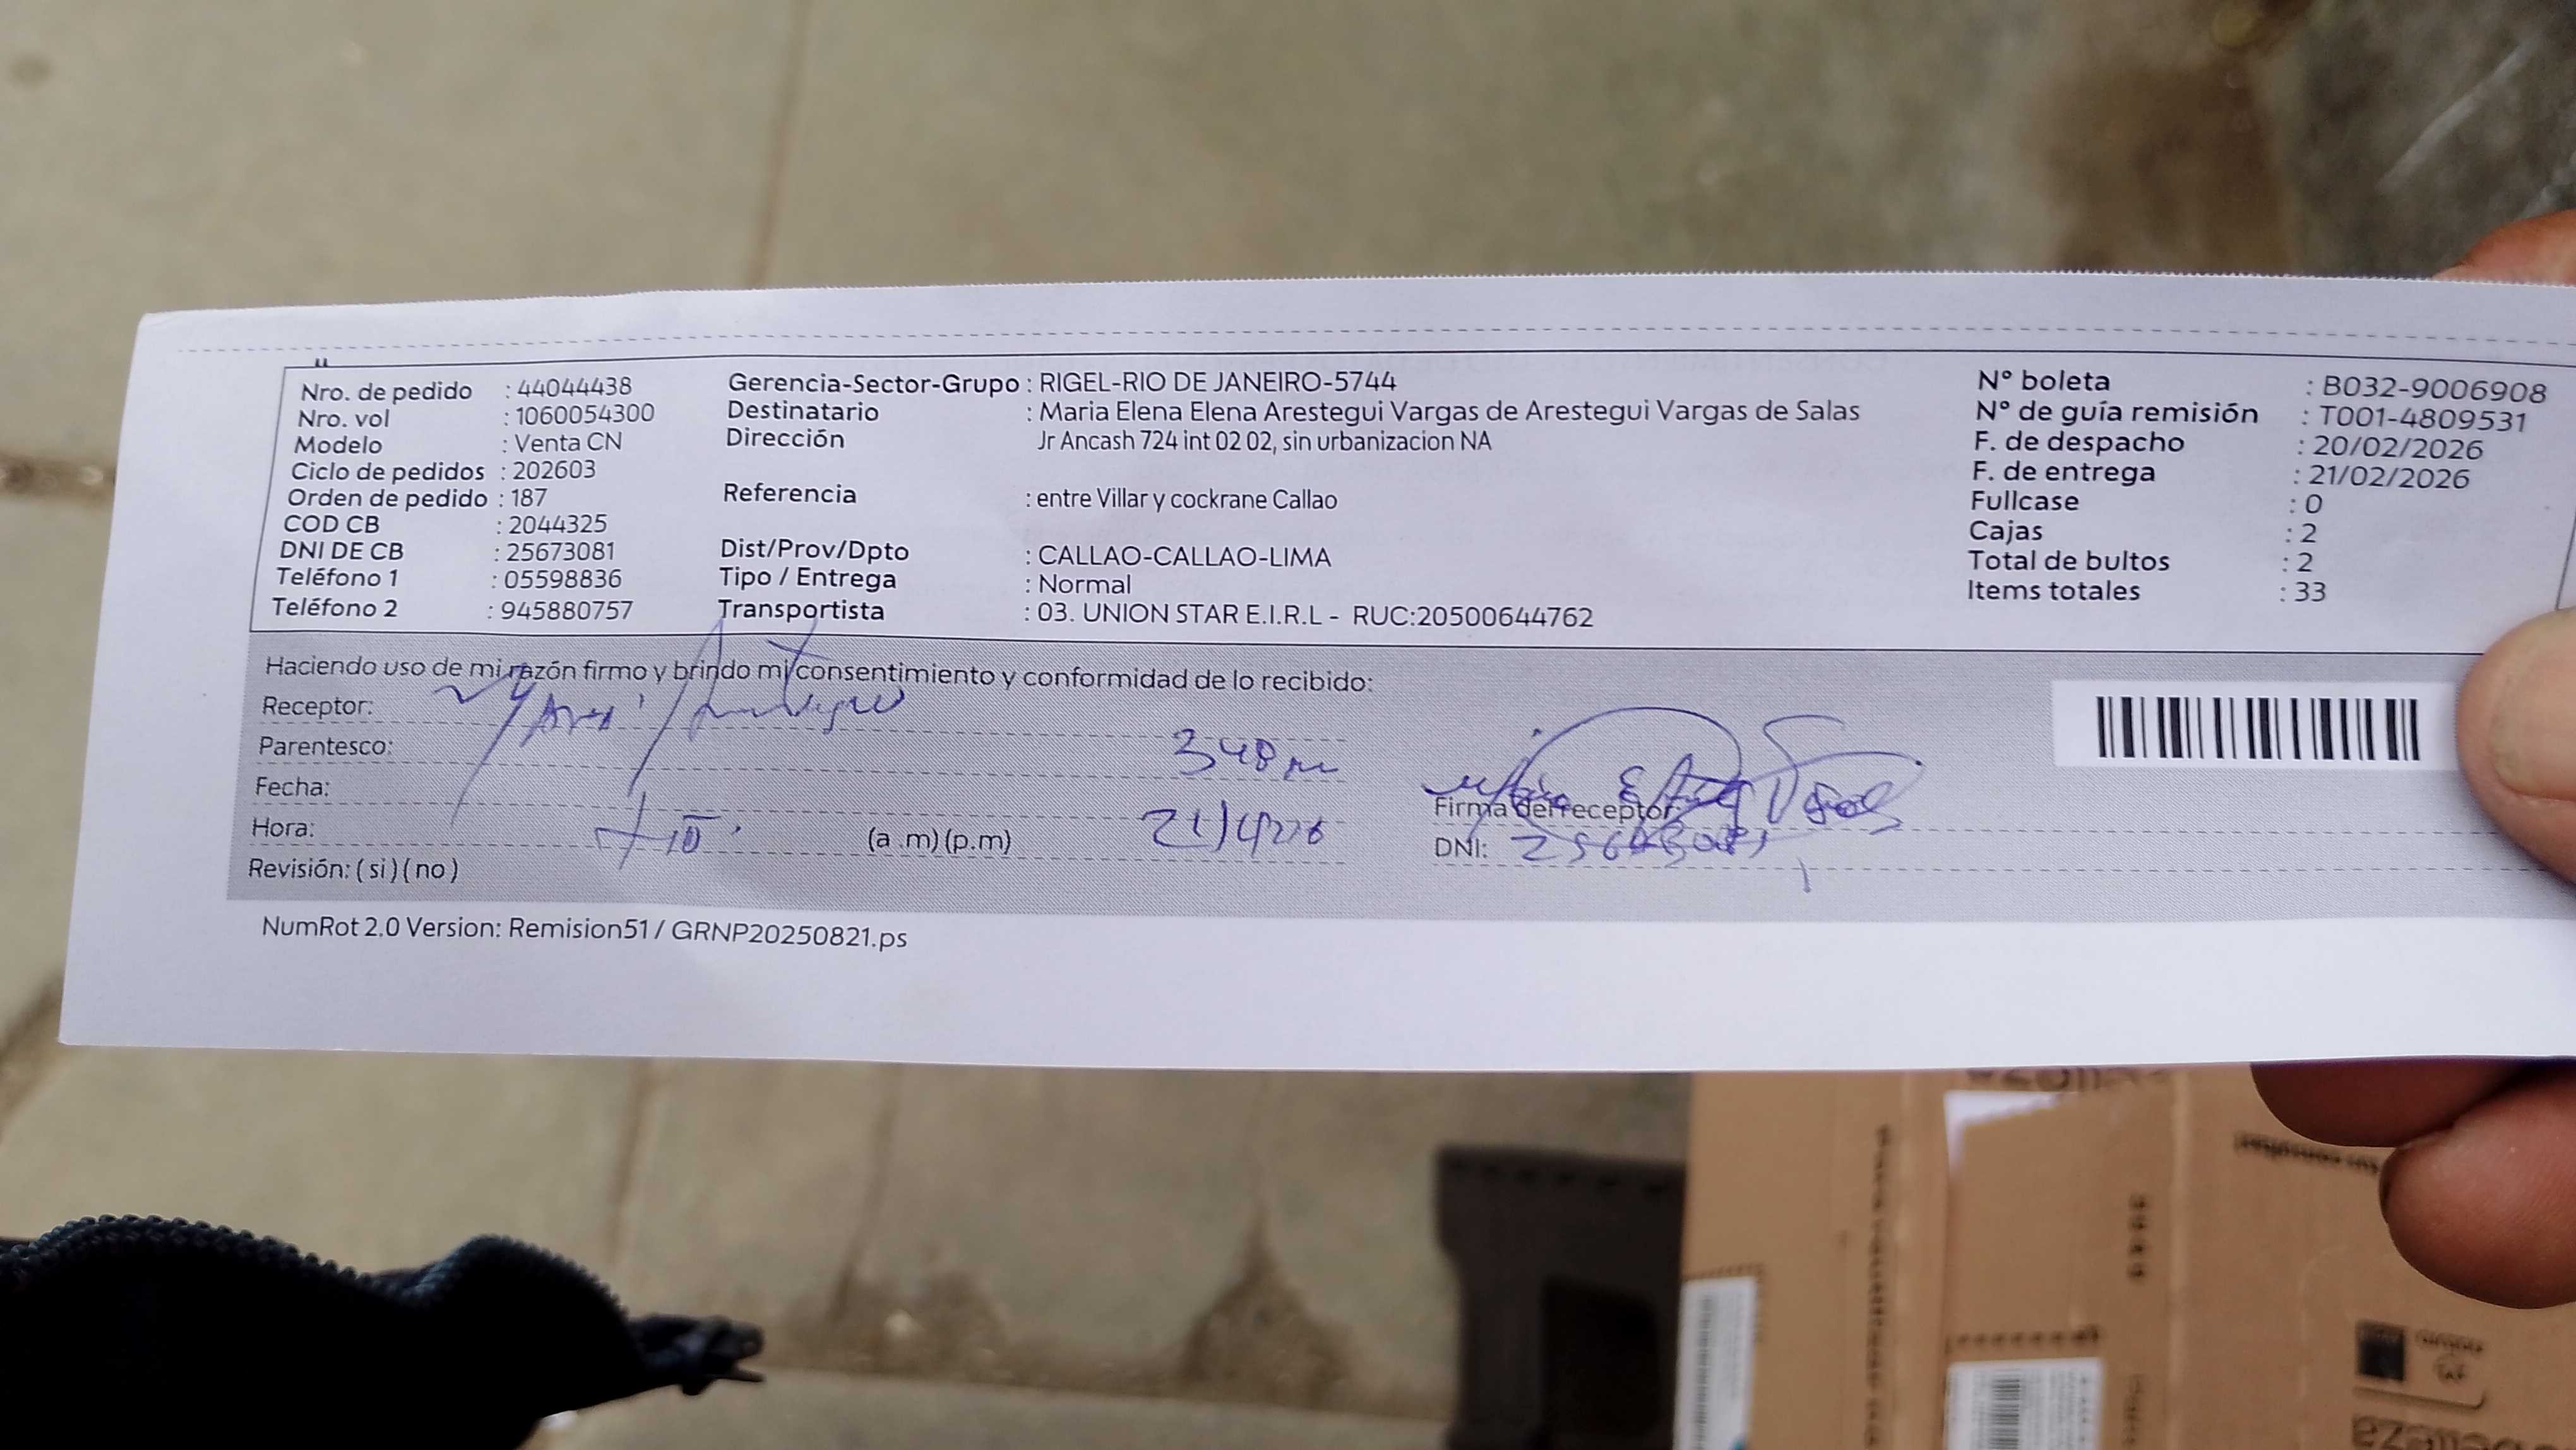 Nro. de pedido : 44044438
Nro. vol : 1060054300
Modelo : Venta CN
Ciclo de pedidos : 202603
Orden de pedido : 187
COD CB : 2044325
DNI DE CB : 25673081
Teléfono 1 : 05598836
Teléfono 2 : 945880757
Gerencia-Sector-Grupo : RIGEL-RIO DE JANEIRO-5744
Destinatario : Maria Elena Elena Arestegui Vargas de Arestegui Vargas de Salas
Dirección Jr Ancash 724 int 02 02, sin urbanizacion NA
Referencia : entre Villar y cockrane Callao
Dist/Prov/Dpto : CALLAO-CALLAO-LIMA
Tipo / Entrega : Normal
Transportista : 03. UNION STAR E.I.R.L - RUC:20500644762
N° boleta : B032-9006908
N° de guía remisión : T001-4809531
F. de despacho : 20/02/2026
F. de entrega : 21/02/2026
Fullcase : 0
Cajas : 2
Total de bultos : 2
Items totales : 33
Haciendo uso de mi razón firmo y brindo mi consentimiento y conformidad de lo recibido:
Receptor:
Parentesco: 348
Fecha:
Hora: (a .m) (p.m)
Revisión: ( si ) ( no )
Firma del receptor:
DNI:
NumRot 2.0 Version: Remision51 / GRNP20250821.ps